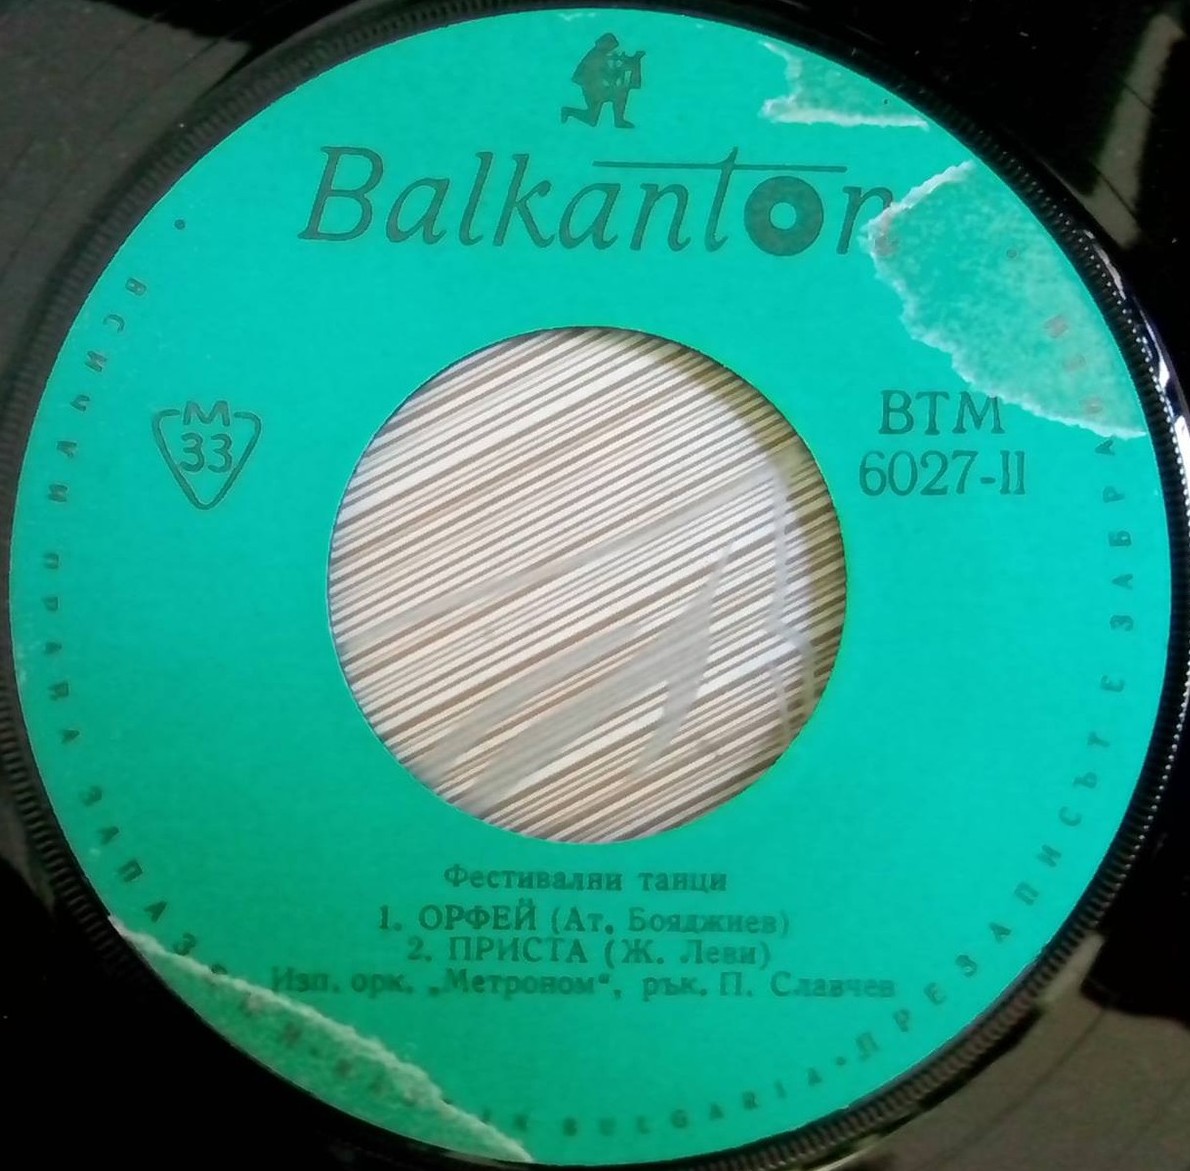 Balkanton
M
33
BTM
6027-II
Фестивални танци
1. ОРФЕЙ (Ат. Бояджиев)
2. ПРИСТА (Ж. Леви)
Изп. орк. „Метроном“, рък. П. Славчев
ВСИЧКИ ПРАВА ЗАПАЗЕНИ
BULGARIA • ПРЕЗАПИСЪТ Е ЗАБРАНЕН